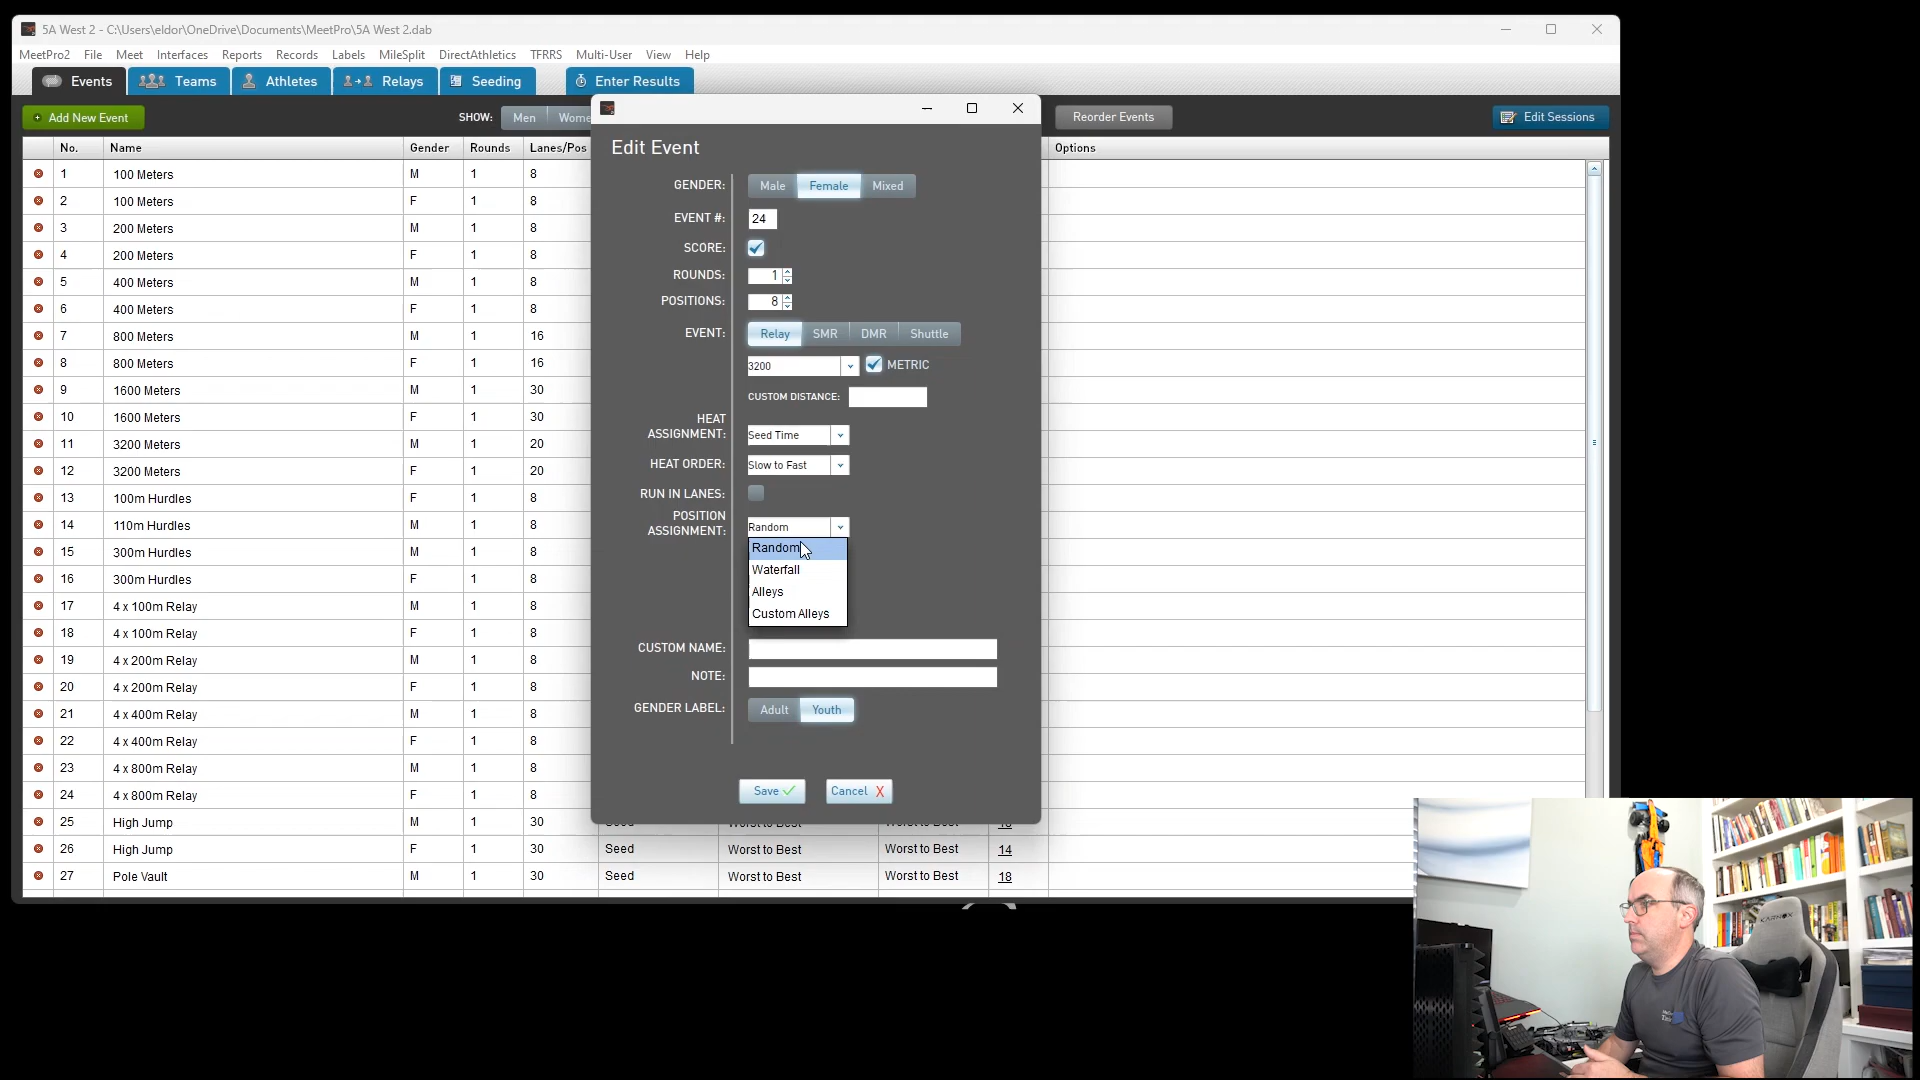 5A West 2 - C:\Users\eldor\OneDrive\Documents\MeetPro\5A West 2.dab
MeetPro2 File Meet Interfaces Reports Records Labels MileSplit DirectAthletics TFRRS Multi-User View Help
Events Teams Athletes Relays Seeding Enter Results
Add New Event SHOW: Men Wome Reorder Events Edit Sessions
No. Name Gender Rounds Lanes/Pos Options
1 100 Meters M 1 8
2 100 Meters F 1 8
3 200 Meters M 1 8
4 200 Meters F 1 8
5 400 Meters M 1 8
6 400 Meters F 1 8
7 800 Meters M 1 16
8 800 Meters F 1 16
9 1600 Meters M 1 30
10 1600 Meters F 1 30
11 3200 Meters M 1 20
12 3200 Meters F 1 20
13 100m Hurdles F 1 8
14 110m Hurdles M 1 8
15 300m Hurdles M 1 8
16 300m Hurdles F 1 8
17 4 x 100m Relay M 1 8
18 4 x 100m Relay F 1 8
19 4 x 200m Relay M 1 8
20 4 x 200m Relay F 1 8
21 4 x 400m Relay M 1 8
22 4 x 400m Relay F 1 8
23 4 x 800m Relay M 1 8
24 4 x 800m Relay F 1 8
25 High Jump M 1 30
26 High Jump F 1 30 Seed Worst to Best Worst to Best 14
27 Pole Vault M 1 30 Seed Worst to Best Worst to Best 18
Edit Event
GENDER: Male Female Mixed
EVENT #: 24
SCORE:
ROUNDS: 1
POSITIONS: 8
EVENT: Relay SMR DMR Shuttle
3200 METRIC
CUSTOM DISTANCE:
HEAT
ASSIGNMENT: Seed Time
HEAT ORDER: Slow to Fast
RUN IN LANES:
POSITION
ASSIGNMENT: Random
Random
Waterfall
Alleys
Custom Alleys
CUSTOM NAME:
NOTE:
GENDER LABEL: Adult Youth
Save Cancel X